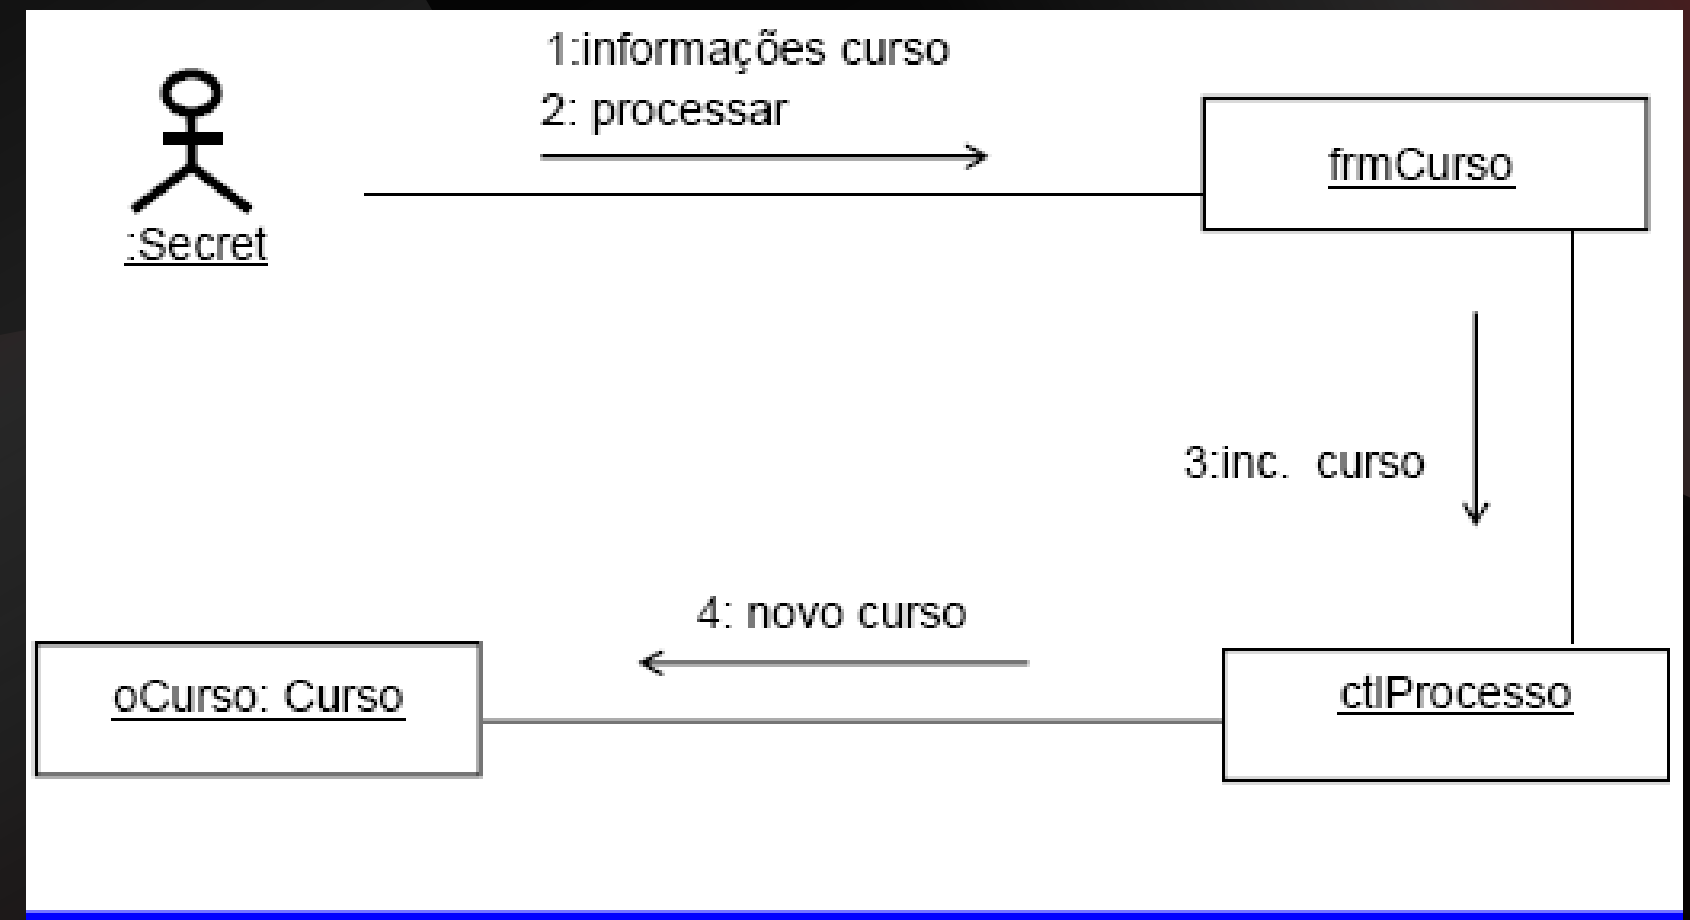 1:informações curso
2: processar
frmCurso
:Secret
3:inc. curso
4: novo curso
oCurso: Curso
ctlProcesso